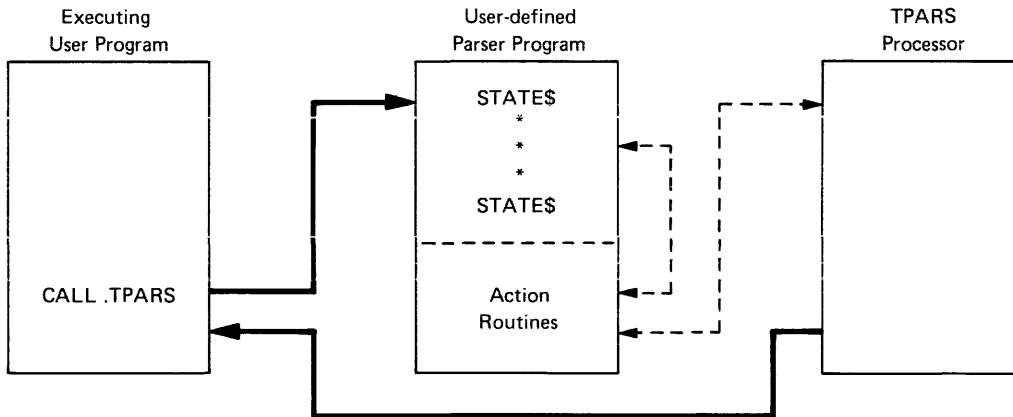 Executing
User Program
User-defined
Parser Program
TPARS
Processor
STATE$
*
*
*
STATE$
CALL .TPARS
Action
Routines